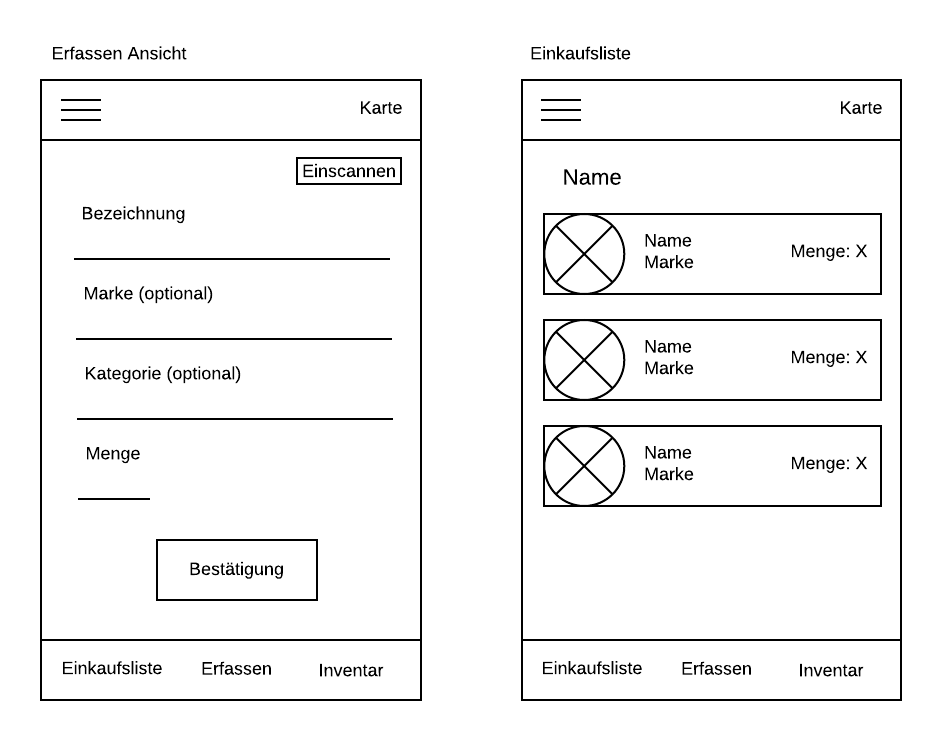 Erfassen Ansicht
Karte
Einscannen
Bezeichnung
Marke (optional)
Kategorie (optional)
Menge
Bestätigung
Einkaufsliste
Erfassen
Inventar
Einkaufsliste
Karte
Name
Name
Marke
Menge: X
Name
Marke
Menge: X
Name
Marke
Menge: X
Einkaufsliste
Erfassen
Inventar